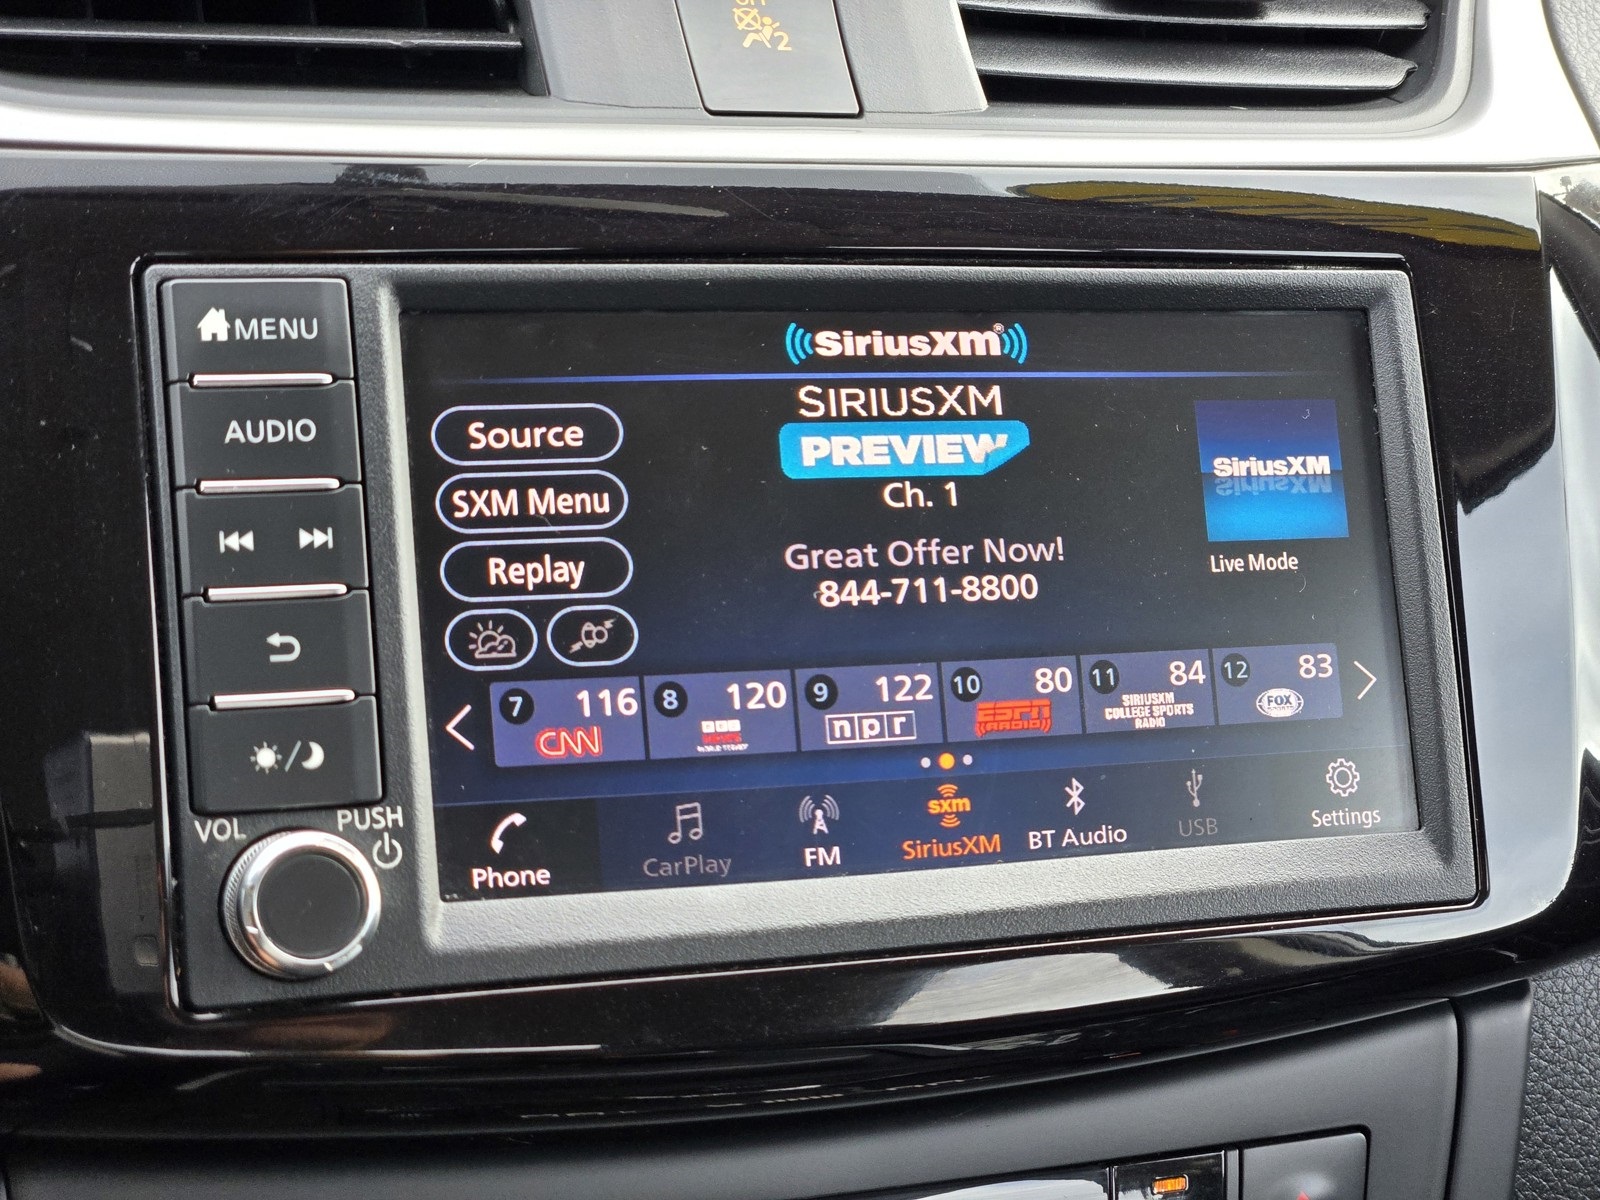 2
MENU
AUDIO
VOL
PUSH
SiriusXM®
SIRIUSXM
PREVIEW
Ch. 1
Great Offer Now!
844-711-8800
Source
SXM Menu
Replay
SiriusXM
Live Mode
7 116 CNN
8 120
9 122 npr
10 80 ESPN RADIO
11 84 SIRIUSXM COLLEGE SPORTS RADIO
12 83 FOX
Phone
CarPlay
FM
sxm
SiriusXM
BT Audio
USB
Settings